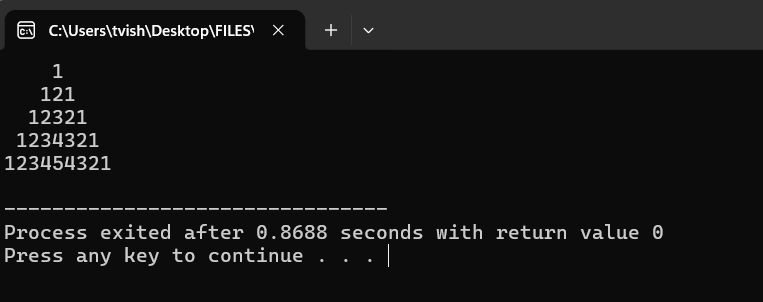 C:\Users\tvish\Desktop\FILES\
    1
   121
  12321
 1234321
123454321
--------------------------------
Process exited after 0.8688 seconds with return value 0
Press any key to continue . . .